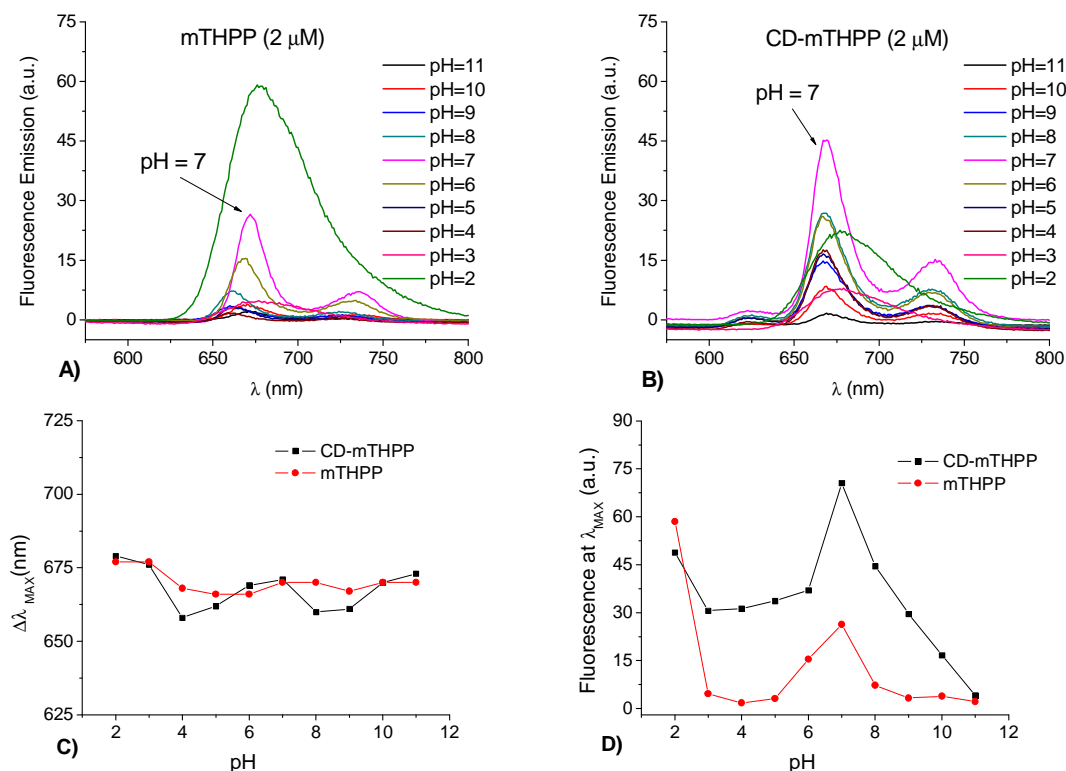 mTHPP (2 μM)
75
60
45
30
15
0
Fluorescence Emission (a.u.)
pH = 7
pH=11
pH=10
pH=9
pH=8
pH=7
pH=6
pH=5
pH=4
pH=3
pH=2
600 650 700 750 800
λ (nm)
A)
CD-mTHPP (2 μM)
75
60
45
30
15
0
Fluorescence Emission (a.u.)
pH = 7
pH=11
pH=10
pH=9
pH=8
pH=7
pH=6
pH=5
pH=4
pH=3
pH=2
600 650 700 750 800
λ (nm)
B)
725
700
675
650
625
Δλ MAX(nm)
CD-mTHPP
mTHPP
2 4 6 8 10 12
C)
pH
90
75
60
45
30
15
0
Fluorescence at λMAX (a.u.)
CD-mTHPP
mTHPP
0 2 4 6 8 10 12
D)
pH